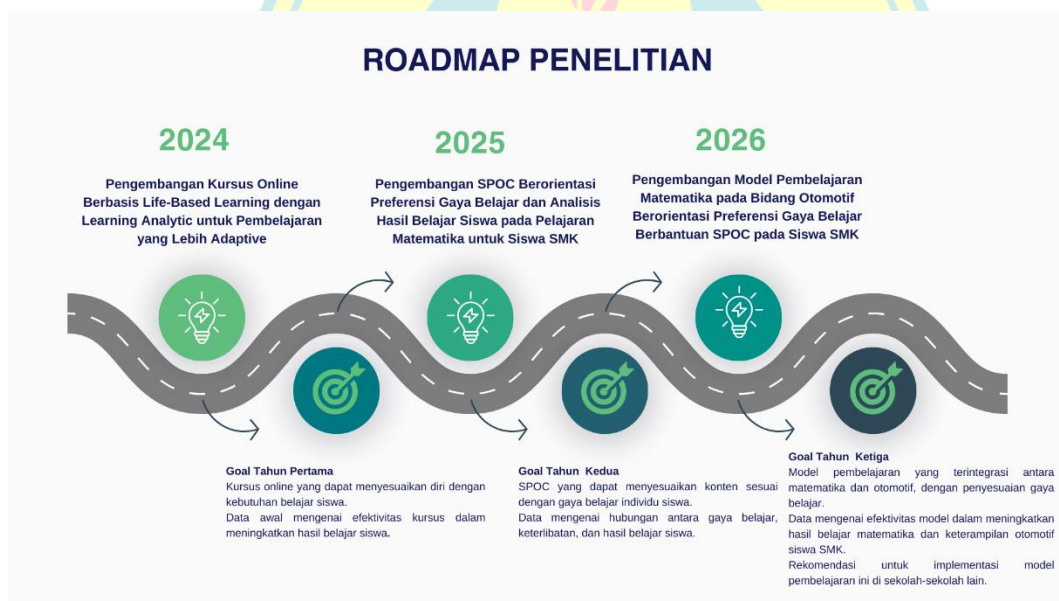 ROADMAP PENELITIAN
2024
Pengembangan Kursus Online
Berbasis Life-Based Learning dengan
Learning Analytic untuk Pembelajaran
yang Lebih Adaptive
2025
Pengembangan SPOC Berorientasi
Preferensi Gaya Belajar dan Analisis
Hasil Belajar Siswa pada Pelajaran
Matematika untuk Siswa SMK
2026
Pengembangan Model Pembelajaran
Matematika pada Bidang Otomotif
Berorientasi Preferensi Gaya Belajar
Berbantuan SPOC pada Siswa SMK
Goal Tahun Pertama
Kursus online yang dapat menyesuaikan diri dengan
kebutuhan belajar siswa.
Data awal mengenai efektivitas kursus dalam
meningkatkan hasil belajar siswa.
Goal Tahun Kedua
SPOC yang dapat menyesuaikan konten sesuai
dengan gaya belajar individu siswa.
Data mengenai hubungan antara gaya belajar,
keterlibatan, dan hasil belajar siswa.
Goal Tahun Ketiga
Model pembelajaran yang terintegrasi antara
matematika dan otomotif, dengan penyesuaian gaya
belajar.
Data mengenai efektivitas model dalam meningkatkan
hasil belajar matematika dan keterampilan otomotif
siswa SMK.
Rekomendasi untuk implementasi model
pembelajaran ini di sekolah-sekolah lain.